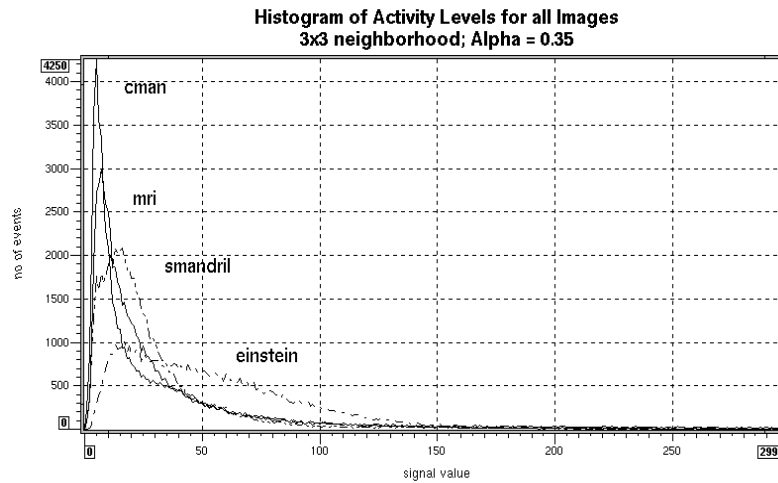 Histogram of Activity Levels for all Images
3x3 neighborhood; Alpha = 0.35
4250
4000
3500
3000
2500
2000
1500
1000
500
0
no of events
cman
mri
smandril
einstein
0
50
100
150
200
250
299
signal value